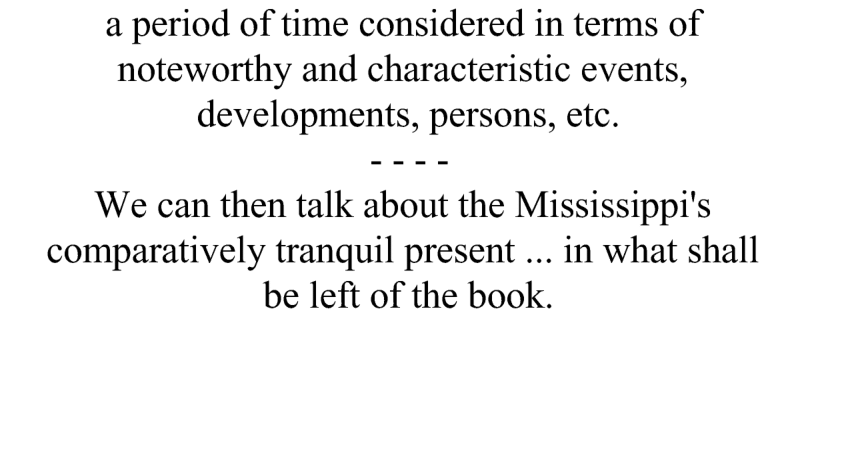 a period of time considered in terms of
noteworthy and characteristic events,
developments, persons, etc.
- - - -
We can then talk about the Mississippi's
comparatively tranquil present ... in what shall
be left of the book.